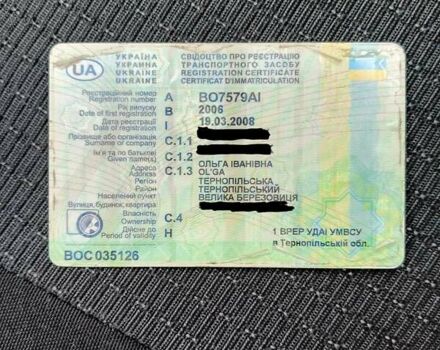 UA
УКРАЇНА
УКРАЇНА
UKRAINE
UKRAINE
СВІДОЦТВО ПРО РЕЄСТРАЦІЮ
ТРАНСПОРТНОГО ЗАСОБУ
REGISTRATION CERTIFICATE
CERTIFICAT D'IMMATRICULATION
Реєстраційний номер
Registration number A BO7579AI
Рік випуску B 2006
Date of first registration
Дата реєстрації I 19.03.2008
Registration date
Прізвище або організація C.1.1
Surname or company
Ім'я та по батькові C.1.2 ОЛЬГА ІВАНІВНА
Given name(s) OL'GA
Адреса C.1.3
Address
Регіон ТЕРНОПІЛЬСЬКА
Район ТЕРНОПІЛЬСЬКИЙ
Населений пункт ВЕЛИКА БЕРЕЗОВИЦЯ
Вулиця, будинок, квартира
Власність C.4
Ownership
Дійсне до H
Period of validity
1 ВРЕР УДАІ УМВСУ
в Тернопільській обл.
BOC 035126